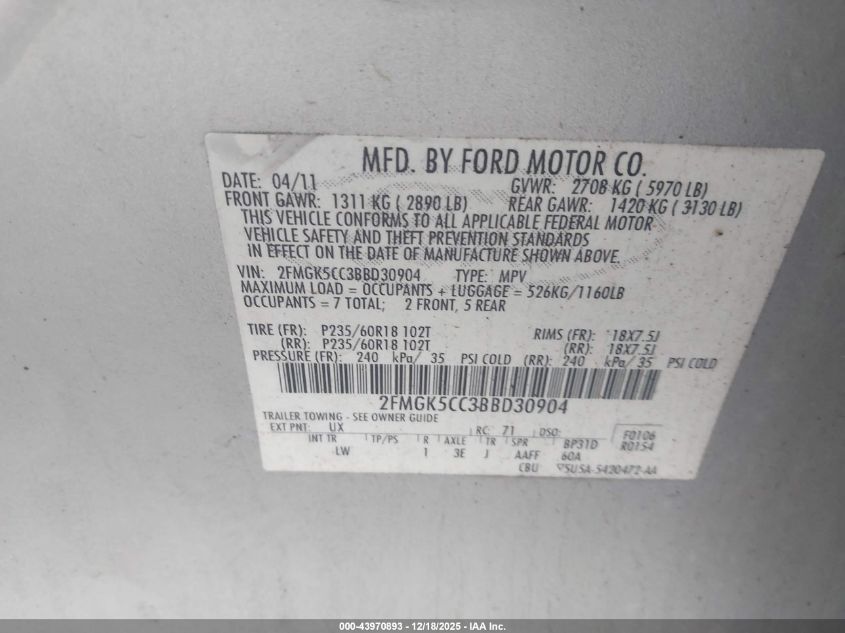 MFD. BY FORD MOTOR CO.
DATE: 04/11 GVWR: 2708 KG ( 5970 LB)
FRONT GAWR: 1311 KG ( 2890 LB) REAR GAWR: 1420 KG ( 3130 LB)
THIS VEHICLE CONFORMS TO ALL APPLICABLE FEDERAL MOTOR
VEHICLE SAFETY AND THEFT PREVENTION STANDARDS
IN EFFECT ON THE DATE OF MANUFACTURE SHOWN ABOVE.
VIN: 2FMGK5CC3BBD30904 TYPE: MPV
MAXIMUM LOAD = OCCUPANTS + LUGGAGE = 526KG/1160LB
OCCUPANTS = 7 TOTAL; 2 FRONT, 5 REAR
TIRE (FR): P235/60R18 102T RIMS (FR): 18X7.5J
(RR): P235/60R18 102T (RR): 18X7.5J
PRESSURE (FR): 240 kPa/ 35 PSI COLD (RR): 240 kPa/ 35 PSI COLD
2FMGK5CC3BBD30904
TRAILER TOWING - SEE OWNER GUIDE
EXT PNT: UX RC: 71 DSO: F0106
INT TR TP/PS R AXLE TR SPR BP31D R0154
LW 1 3E J AAFF 60A
CBU 5U5A-5420472-AA
000-43970893 - 12/18/2025 - IAA Inc.